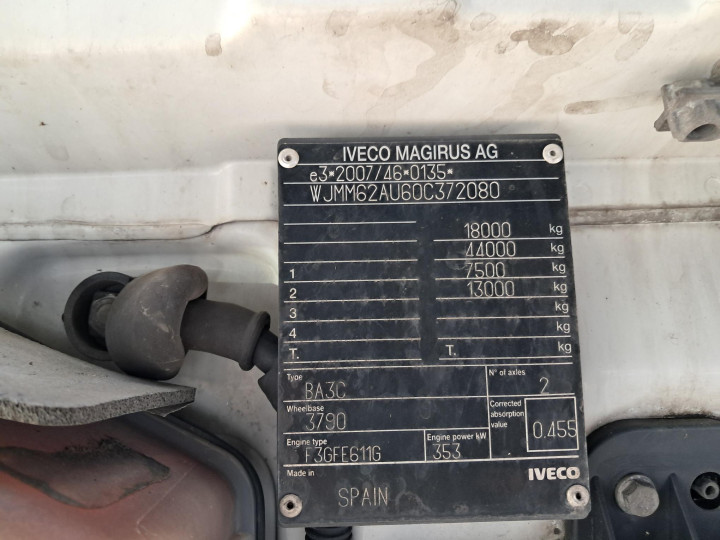 IVECO MAGIRUS AG
e3*2007/46*0135*
WJMM62AU60C372080
18000 kg
44000 kg
1 7500 kg
2 13000 kg
3 kg
4 kg
T. T. kg
Type BA3C N° of axles 2
Wheelbase 3790 Corrected absorption value 0.455
Engine type F3GFE611G Engine power kW 353
Made in SPAIN IVECO